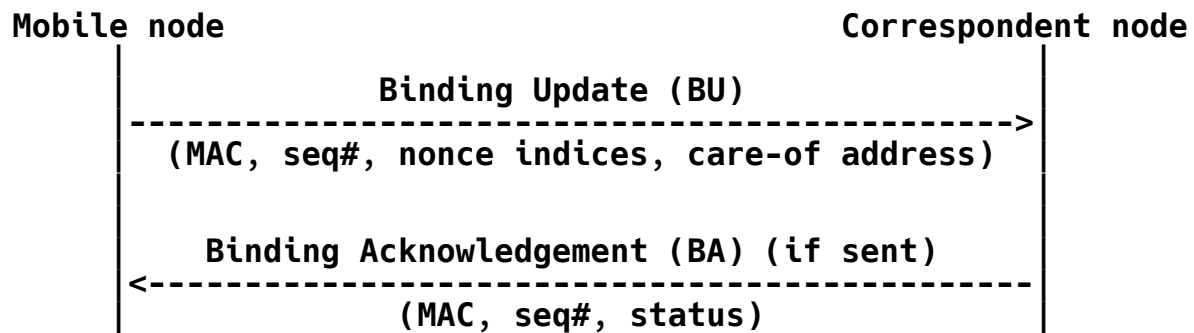 Mobile node Correspondent node
Binding Update (BU)
---------------------------------------------->
(MAC, seq#, nonce indices, care-of address)
Binding Acknowledgement (BA) (if sent)
<----------------------------------------------
(MAC, seq#, status)